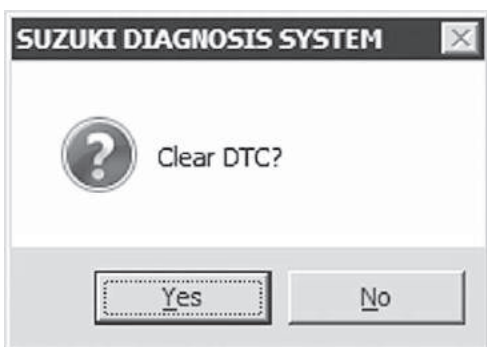 SUZUKI DIAGNOSIS SYSTEM
?
Clear DTC?
Yes No